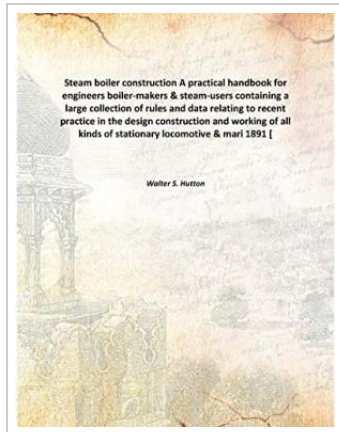 Steam boiler construction A practical handbook for
engineers boiler-makers & steam-users containing a
large collection of rules and data relating to recent
practice in the design construction and working of all
kinds of stationary locomotive & mari 1891 [
Walter S. Hutton